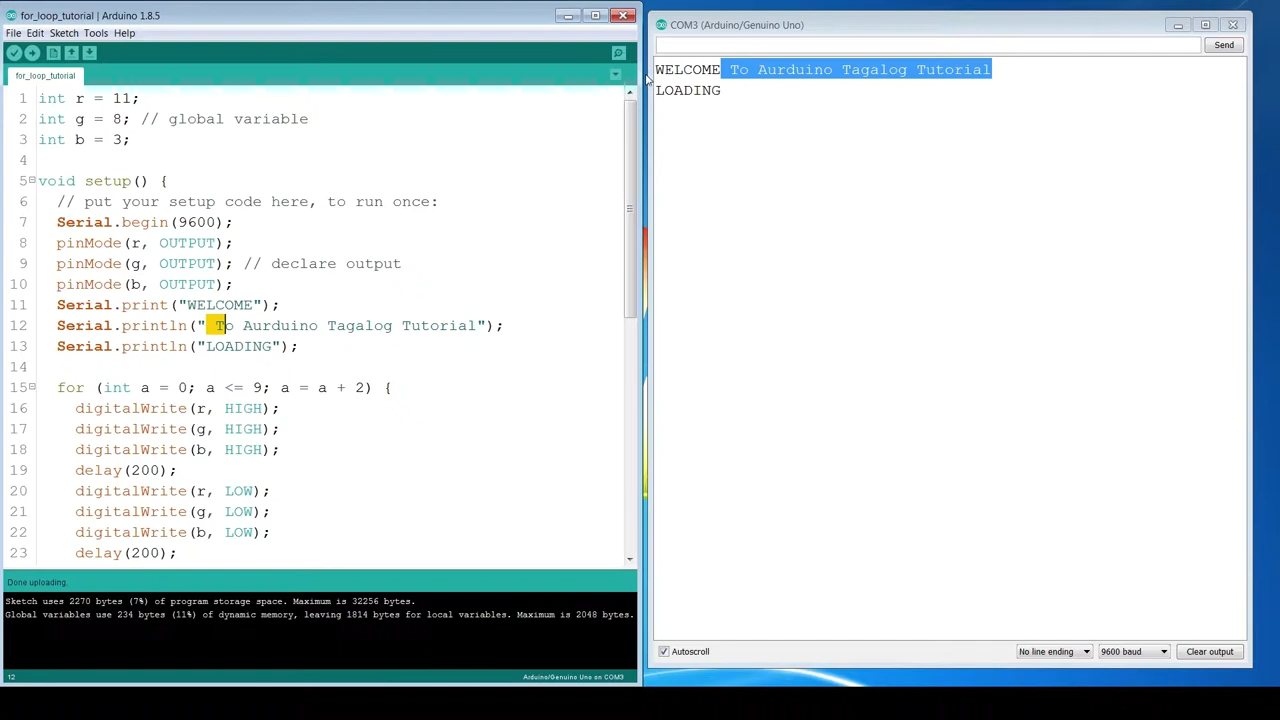 for_loop_tutorial | Arduino 1.8.5
File Edit Sketch Tools Help
for_loop_tutorial
1 int r = 11;
2 int g = 8; // global variable
3 int b = 3;
4
5 void setup() {
6 // put your setup code here, to run once:
7 Serial.begin(9600);
8 pinMode(r, OUTPUT);
9 pinMode(g, OUTPUT); // declare output
10 pinMode(b, OUTPUT);
11 Serial.print("WELCOME");
12 Serial.println(" To Aurduino Tagalog Tutorial");
13 Serial.println("LOADING");
14
15 for (int a = 0; a <= 9; a = a + 2) {
16 digitalWrite(r, HIGH);
17 digitalWrite(g, HIGH);
18 digitalWrite(b, HIGH);
19 delay(200);
20 digitalWrite(r, LOW);
21 digitalWrite(g, LOW);
22 digitalWrite(b, LOW);
23 delay(200);
Done uploading.
Sketch uses 2270 bytes (7%) of program storage space. Maximum is 32256 bytes.
Global variables use 234 bytes (11%) of dynamic memory, leaving 1814 bytes for local variables. Maximum is 2048 bytes.
12 Arduino/Genuino Uno on COM3
COM3 (Arduino/Genuino Uno)
Send
WELCOME To Aurduino Tagalog Tutorial
LOADING
Autoscroll No line ending 9600 baud Clear output